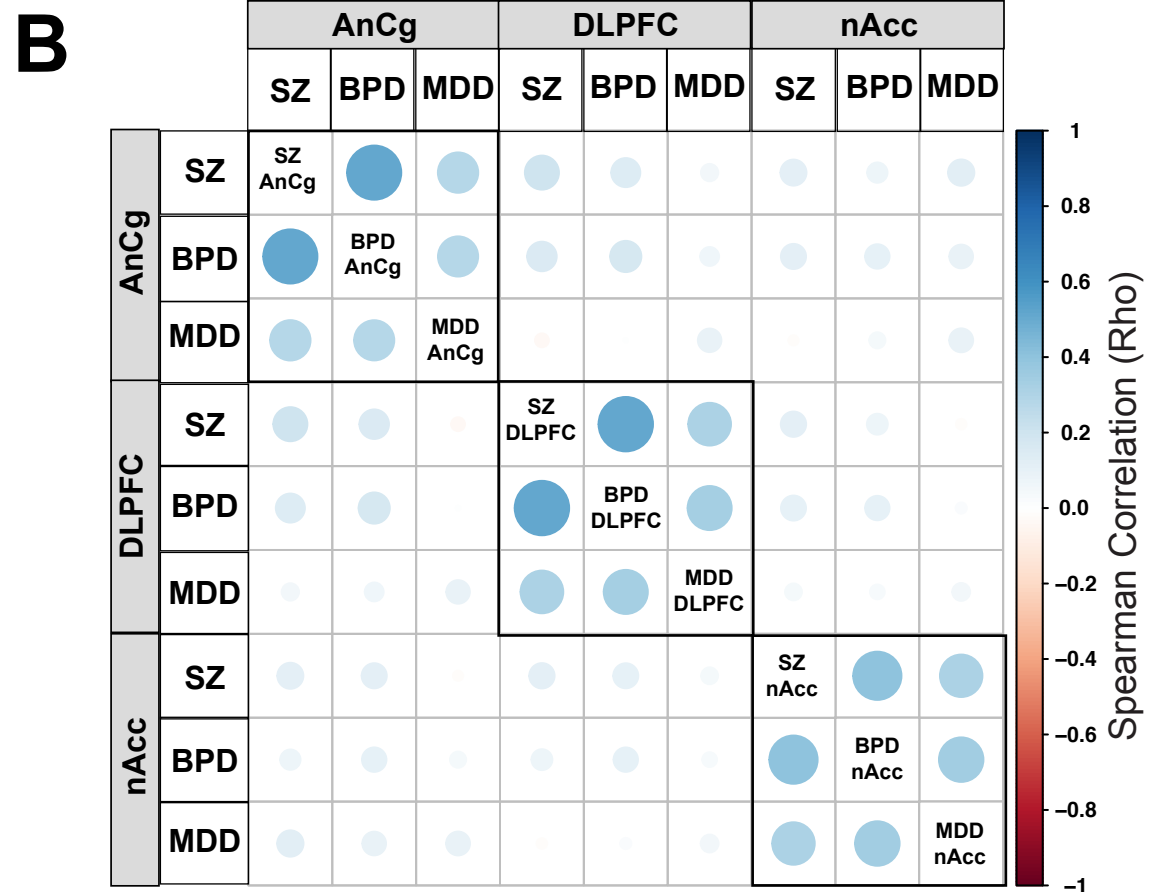 B
AnCg DLPFC nAcc
SZ BPD MDD SZ BPD MDD SZ BPD MDD
AnCg
SZ
BPD
MDD
DLPFC
SZ
BPD
MDD
nAcc
SZ
BPD
MDD
SZ
AnCg
BPD
AnCg
MDD
AnCg
SZ
DLPFC
BPD
DLPFC
MDD
DLPFC
SZ
nAcc
BPD
nAcc
MDD
nAcc
1
0.8
0.6
0.4
0.2
0.0
−0.2
−0.4
−0.6
−0.8
−1
Spearman Correlation (Rho)